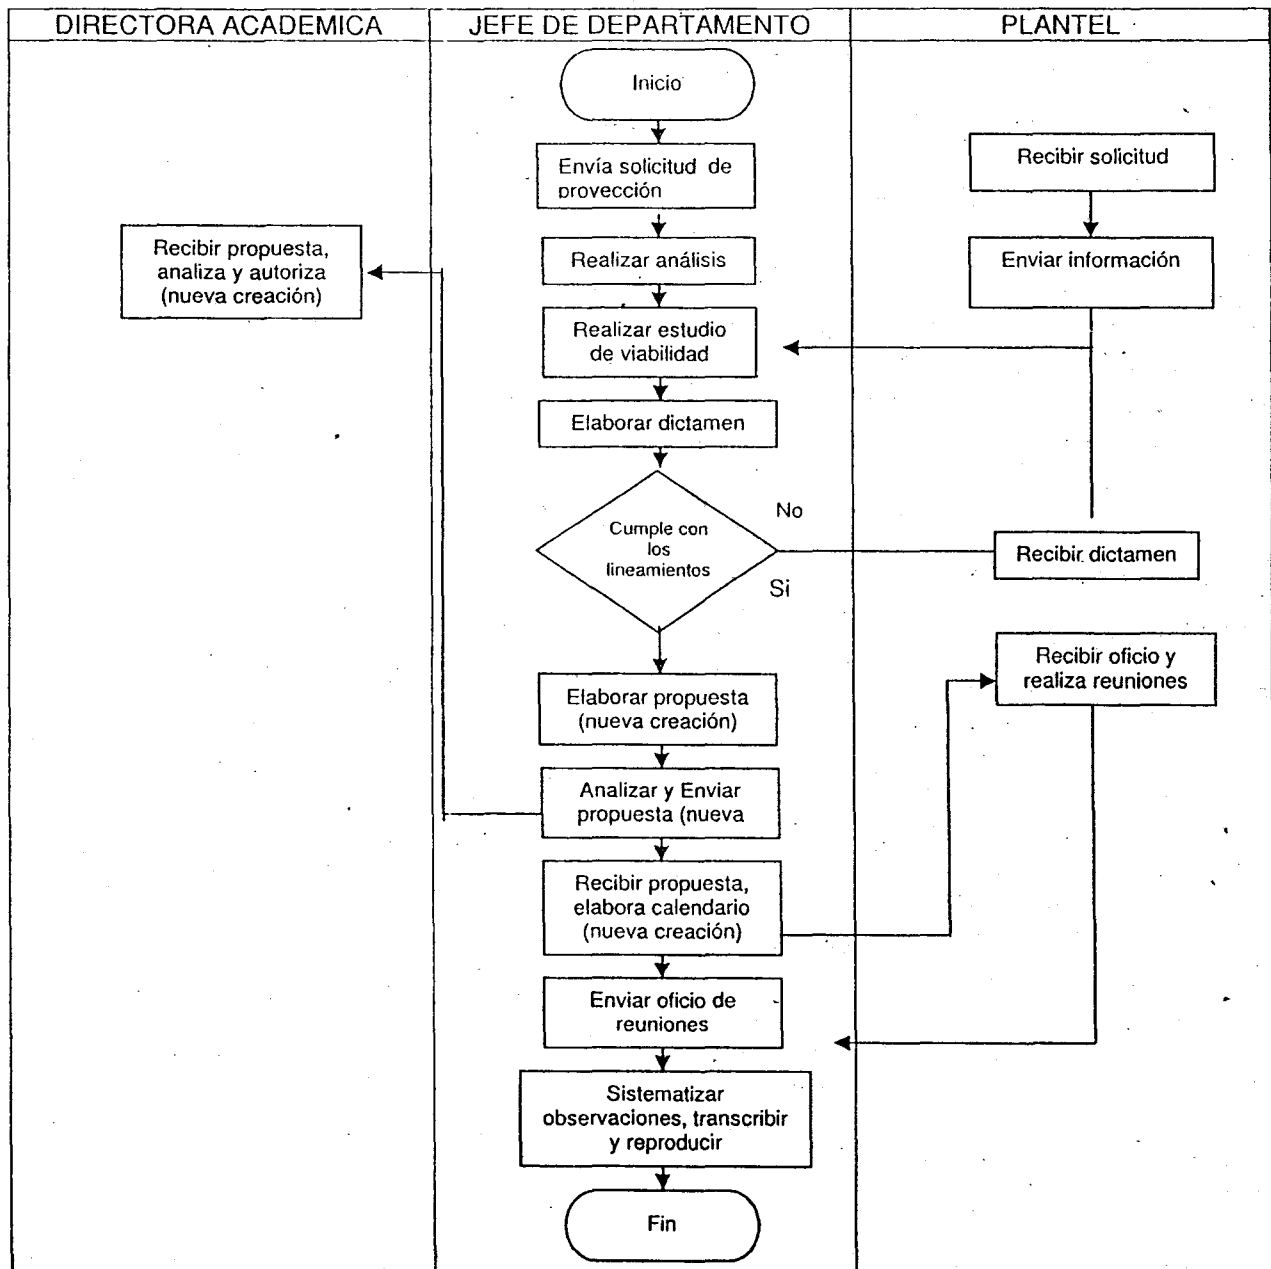 DIRECTORA ACADEMICA
JEFE DE DEPARTAMENTO
PLANTEL
Inicio
Envía solicitud de
provección
Recibir solicitud
Recibir propuesta,
analiza y autoriza
(nueva creación)
Realizar análisis
Enviar información
Realizar estudio
de viabilidad
Elaborar dictamen
Cumple con
los
lineamientos
No
Si
Recibir dictamen
Recibir oficio y
realiza reuniones
Elaborar propuesta
(nueva creación)
Analizar y Enviar
propuesta (nueva
Recibir propuesta,
elabora calendario
(nueva creación)
Enviar oficio de
reuniones
Sistematizar
observaciones, transcribir
y reproducir
Fin